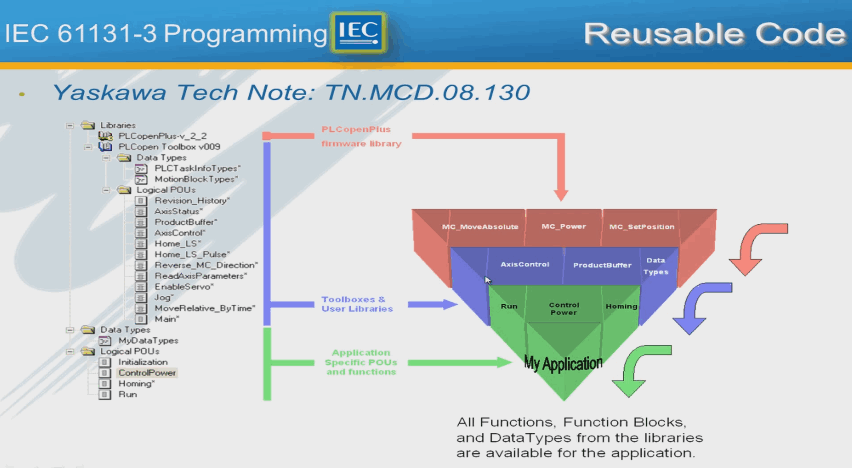 IEC 61131-3 Programming
IEC
Reusable Code
• Yaskawa Tech Note: TN.MCD.08.130
Libraries
PLCopenPlus-v_2_2
PLCopen Toolbox v009
Data Types
PLCTaskInfoTypes*
MotionBlockTypes*
Logical POUs
Revision_History*
AxisStatus*
ProductBuffer*
AxisControl*
Home_LS*
Home_LS_Pulse*
Reverse_MC_Direction*
ReadAxisParameters*
EnableServo*
Jog*
MoveRelative_ByTime*
Main*
Data Types
MyDataTypes
Logical POUs
Initialization
ControlPower
Homing*
Run
PLCopenPlus
firmware library
Toolboxes &
User Libraries
Application
Specific POUs
and functions
MC_MoveAbsolute
MC_Power
MC_SetPosition
AxisControl
ProductBuffer
Data
Types
Run
Control
Power
Homing
My Application
All Functions, Function Blocks,
and DataTypes from the libraries
are available for the application.